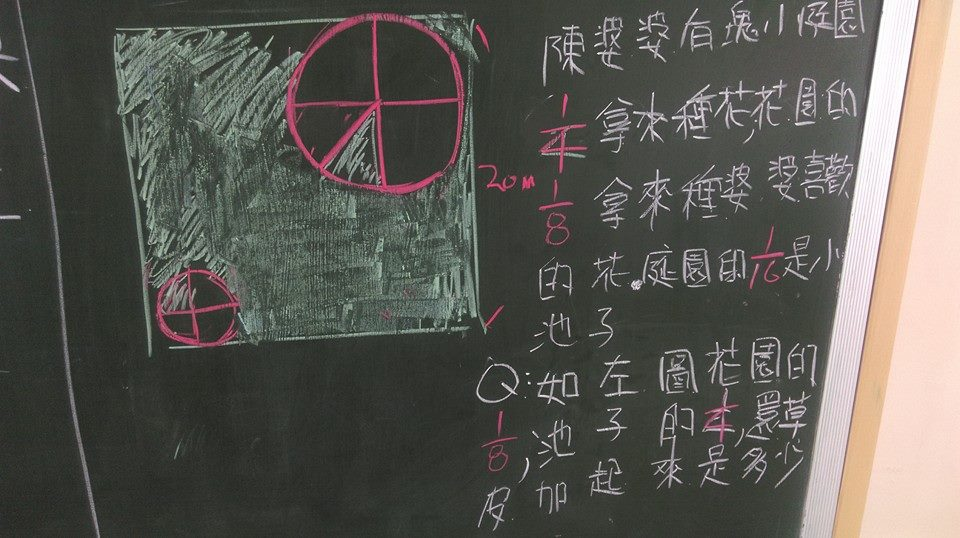 陳婆婆有塊小庭園
1/4拿來種花,花園的
1/8拿來種婆婆喜歡
的花.庭園的1/16是小
池子
Q:如左圖花園的
1/8,池子的1/4,還草
皮.加起來是多少
20m